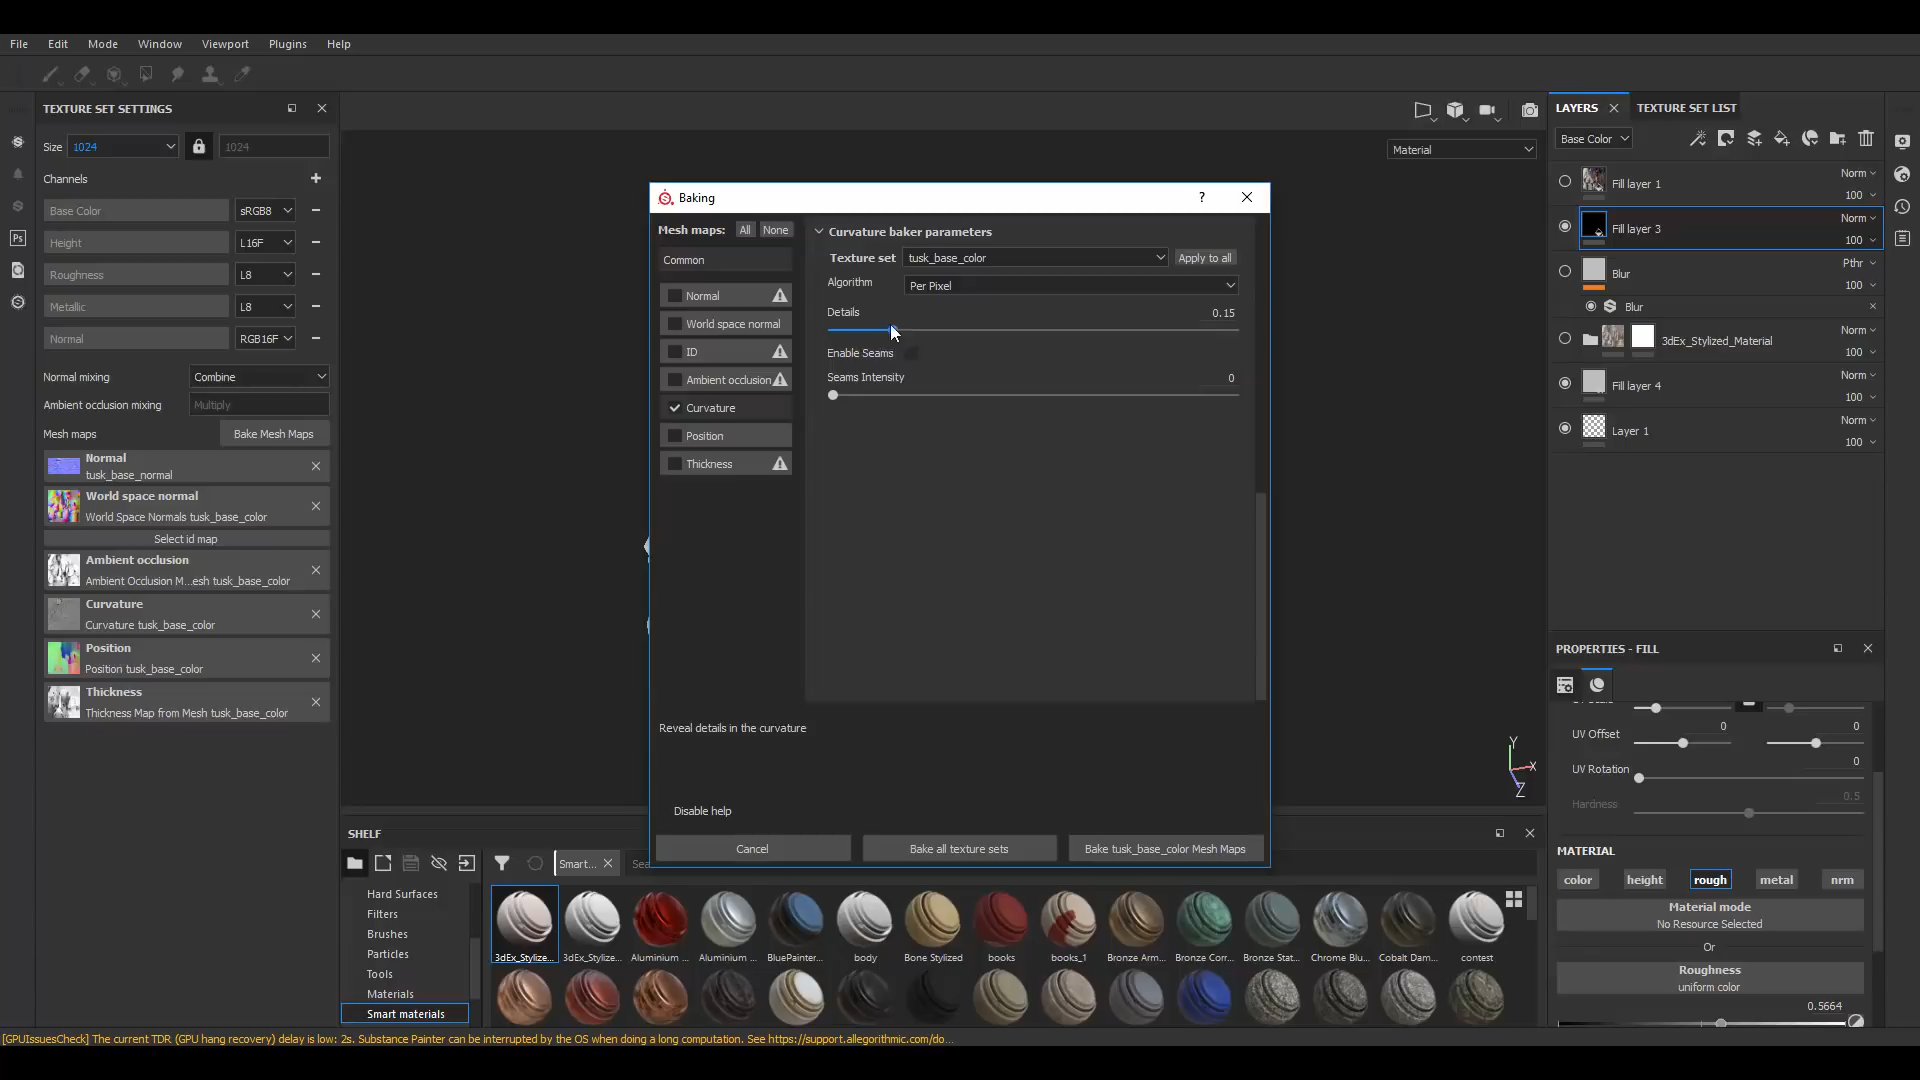 File Edit Mode Window Viewport Plugins Help
TEXTURE SET SETTINGS
Size 1024 1024
Channels
Base Color sRGB8
Height L16F
Roughness L8
Metallic L8
Normal RGB16F
Normal mixing Combine
Ambient occlusion mixing Multiply
Mesh maps Bake Mesh Maps
Normal
tusk_base_normal
World space normal
World Space Normals tusk_base_color
Select id map
Ambient occlusion
Ambient Occlusion M...esh tusk_base_color
Curvature
Curvature tusk_base_color
Position
Position tusk_base_color
Thickness
Thickness Map from Mesh tusk_base_color
Material
Baking ?
Mesh maps: All None
Common
Normal
World space normal
ID
Ambient occlusion
Curvature
Position
Thickness
Curvature baker parameters
Texture set tusk_base_color Apply to all
Algorithm Per Pixel
Details 0.15
Enable Seams
Seams Intensity 0
Reveal details in the curvature
Disable help
Cancel Bake all texture sets Bake tusk_base_color Mesh Maps
Y
X
Z
LAYERS TEXTURE SET LIST
Base Color
Fill layer 1 Norm 100
Fill layer 3 Norm 100
Blur Pthr 100
Blur
3dEx_Stylized_Material Norm 100
Fill layer 4 Norm 100
Layer 1 Norm 100
PROPERTIES - FILL
0 0
UV Offset
0
UV Rotation
0.5
Hardness
MATERIAL
color height rough metal nrm
Material mode
No Resource Selected
Or
Roughness
uniform color
0.5664
SHELF
Smart...
Hard Surfaces
Filters
Brushes
Particles
Tools
Materials
Smart materials
3dEx_Stylize... 3dEx_Stylize... Aluminium ... Aluminium ... BluePainter... body Bone Stylized books books_1 Bronze Arm... Bronze Corr... Bronze Stat... Chrome Blu... Cobalt Dam... contest
[GPUIssuesCheck] The current TDR (GPU hang recovery) delay is low: 2s. Substance Painter can be interrupted by the OS when doing a long computation. See https://support.allegorithmic.com/do...
Ps